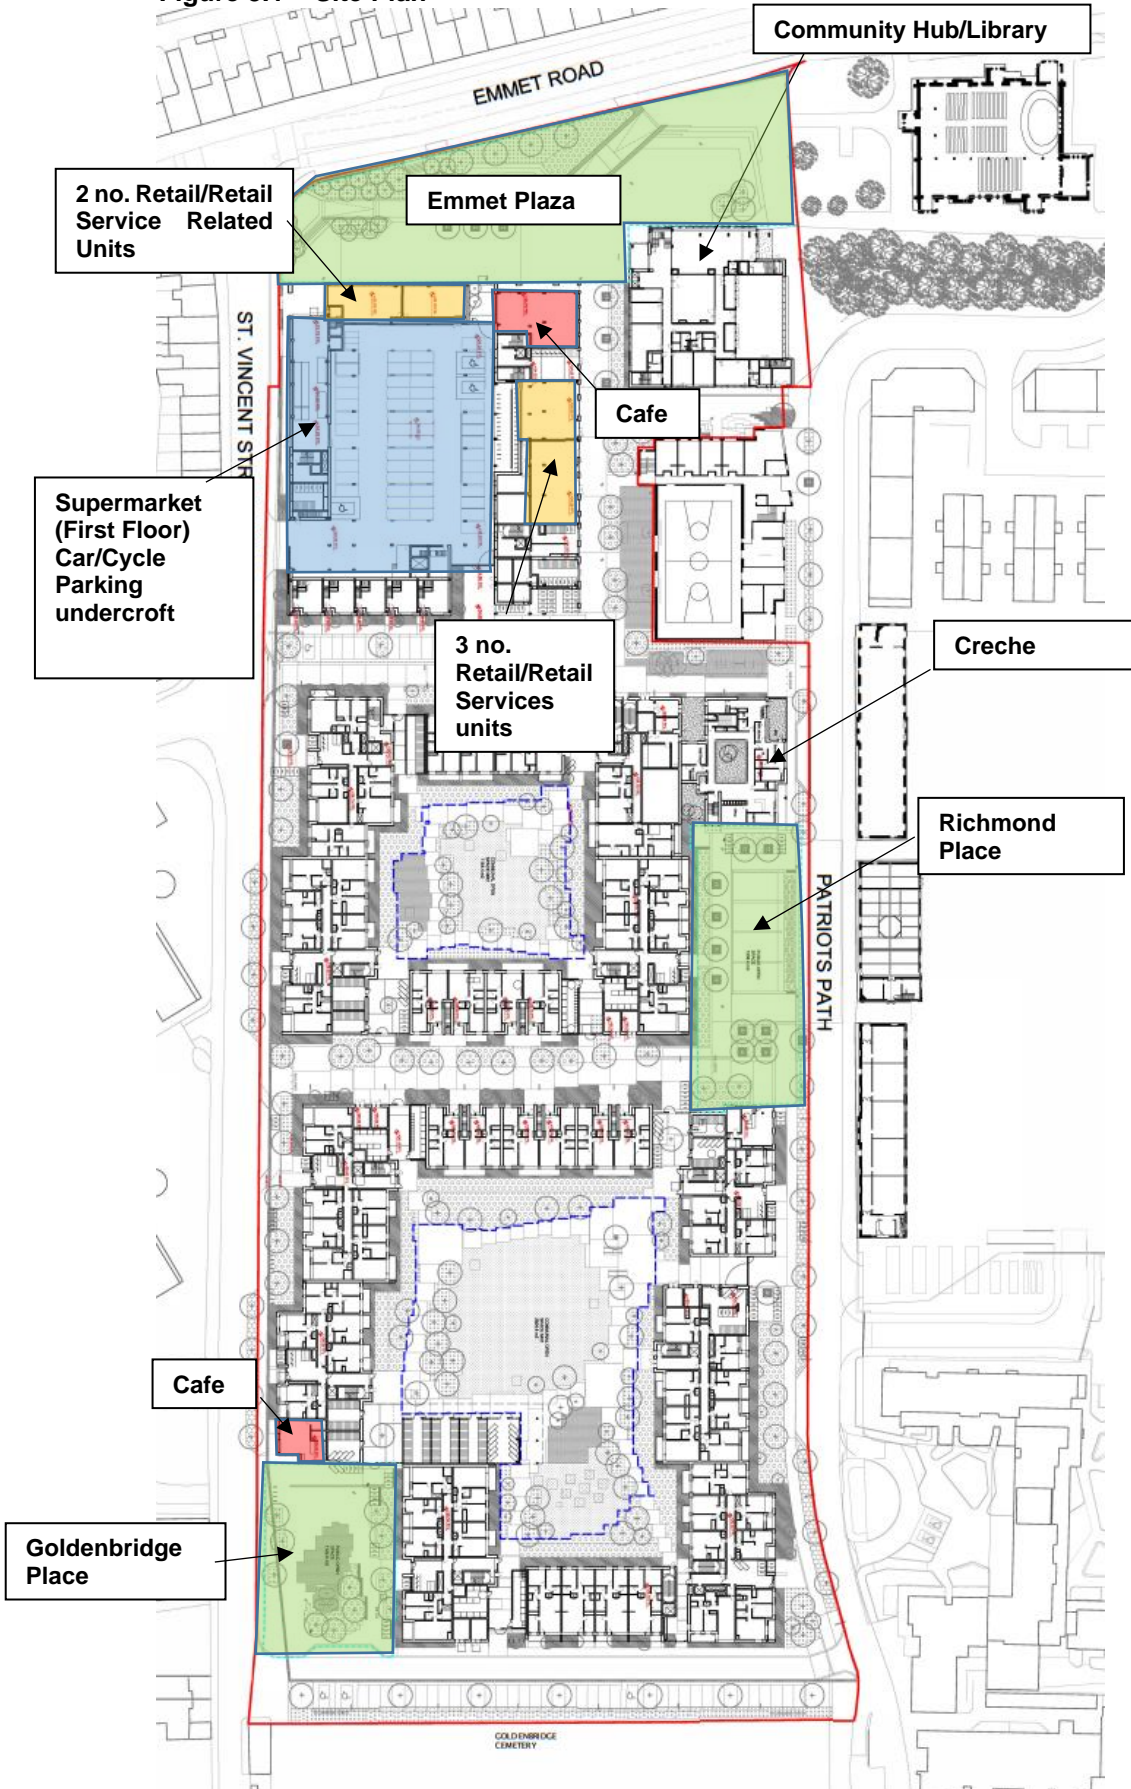 Community Hub/Library
EMMET ROAD
2 no. Retail/Retail
Service Related
Units
Emmet Plaza
ST. VINCENT STR
Cafe
Supermarket
(First Floor)
Car/Cycle
Parking
undercroft
3 no.
Retail/Retail
Services
units
Creche
Richmond
Place
PATRIOTS PATH
Cafe
Goldenbridge
Place
GOLDENBRIDGE
CEMETERY